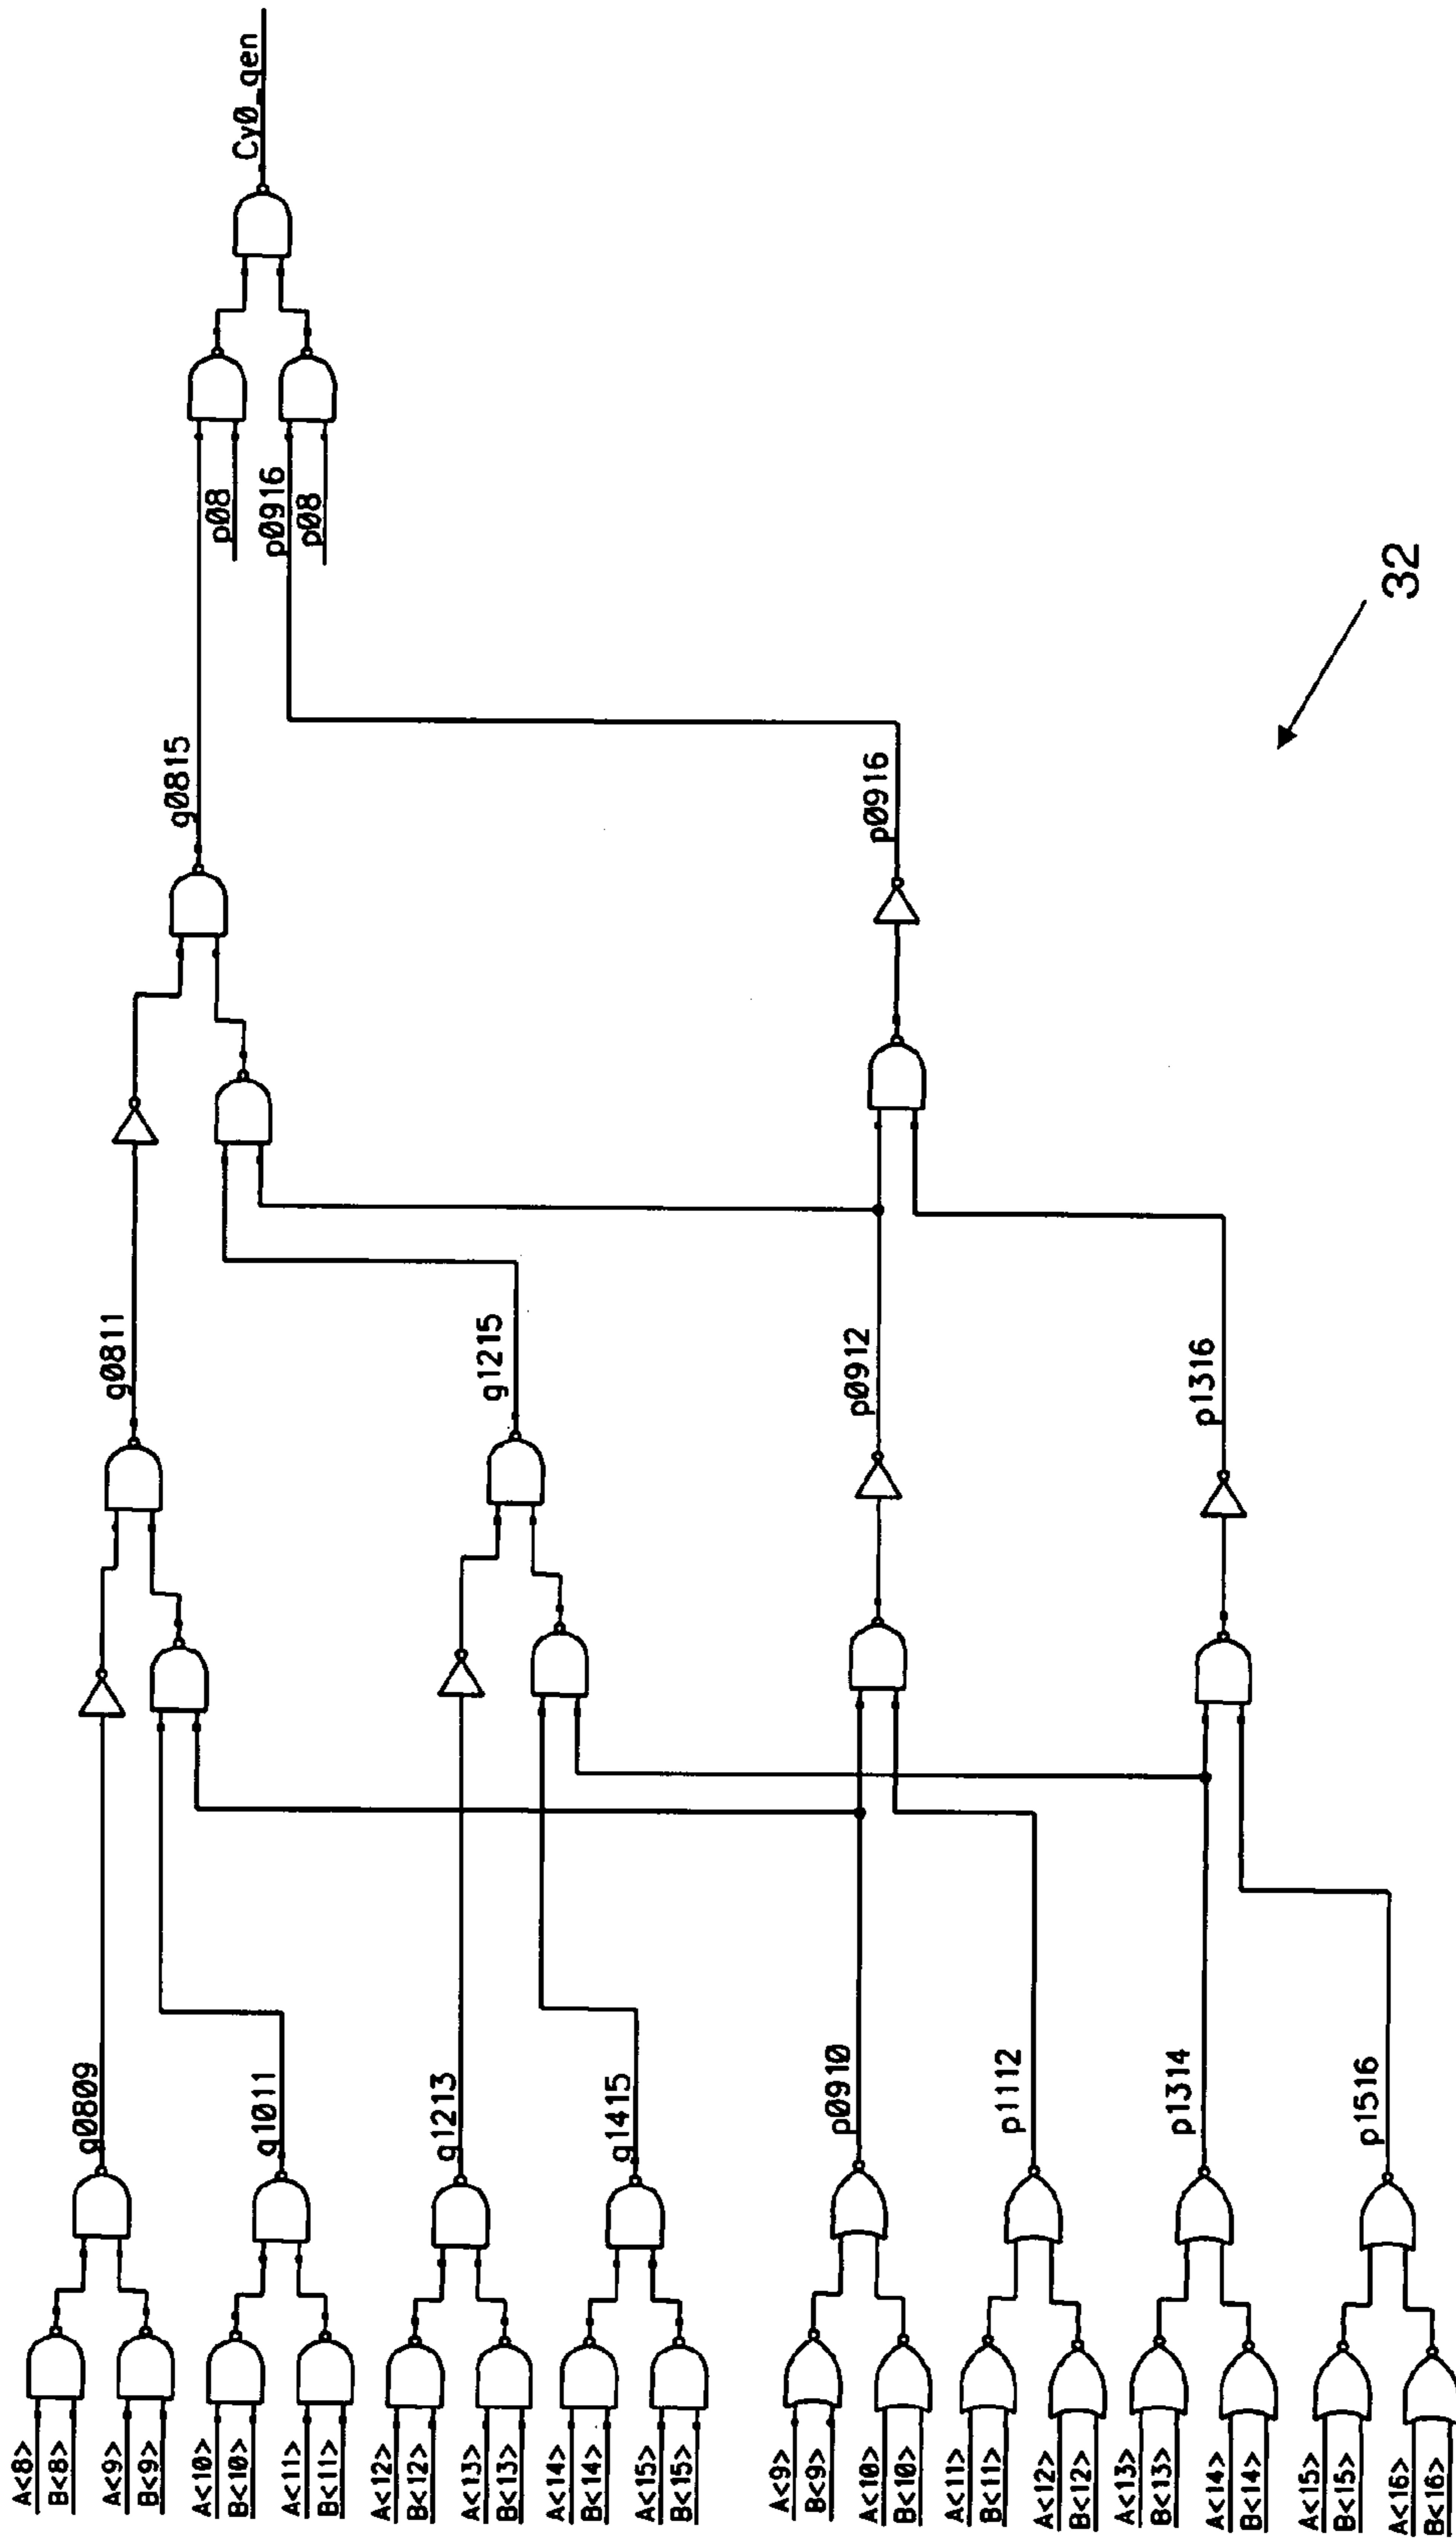 A<8>
B<8>
A<9>
B<9>
A<10>
B<10>
A<11>
B<11>
A<12>
B<12>
A<13>
B<13>
A<14>
B<14>
A<15>
B<15>
A<9>
B<9>
A<10>
B<10>
A<11>
B<11>
A<12>
B<12>
A<13>
B<13>
A<14>
B<14>
A<15>
B<15>
A<16>
B<16>
g0809
g1011
g1213
g1415
p0910
p1112
p1314
p1516
g0811
g1215
p0912
p1316
g0815
p0916
p08
p0916
p08
Cy0_gen
32